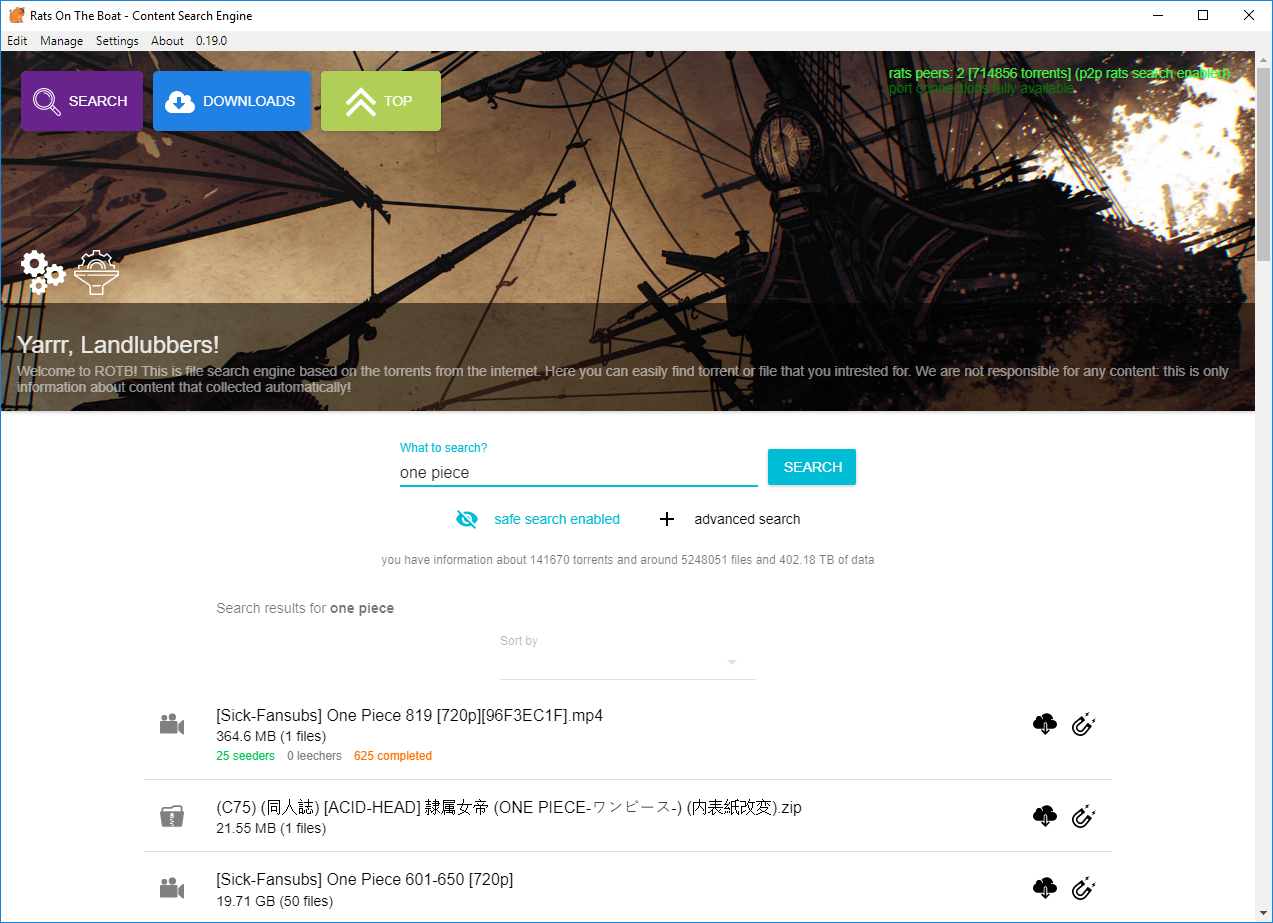 Rats On The Boat - Content Search Engine
Edit Manage Settings About 0.19.0
SEARCH DOWNLOADS TOP
rats peers: 2 [714856 torrents] (p2p rats search enabled)
port connections fully available
Yarrr, Landlubbers!
Welcome to ROTB! This is file search engine based on the torrents from the internet. Here you can easily find torrent or file that you intrested for. We are not responsible for any content: this is only
information about content that collected automatically!
What to search?
one piece
SEARCH
safe search enabled advanced search
you have information about 141670 torrents and around 5248051 files and 402.18 TB of data
Search results for one piece
Sort by
[Sick-Fansubs] One Piece 819 [720p][96F3EC1F].mp4
364.6 MB (1 files)
25 seeders 0 leechers 625 completed
(C75) (同人誌) [ACID-HEAD] 隷属女帝 (ONE PIECE-ワンピース-) (内表紙改変).zip
21.55 MB (1 files)
[Sick-Fansubs] One Piece 601-650 [720p]
19.71 GB (50 files)